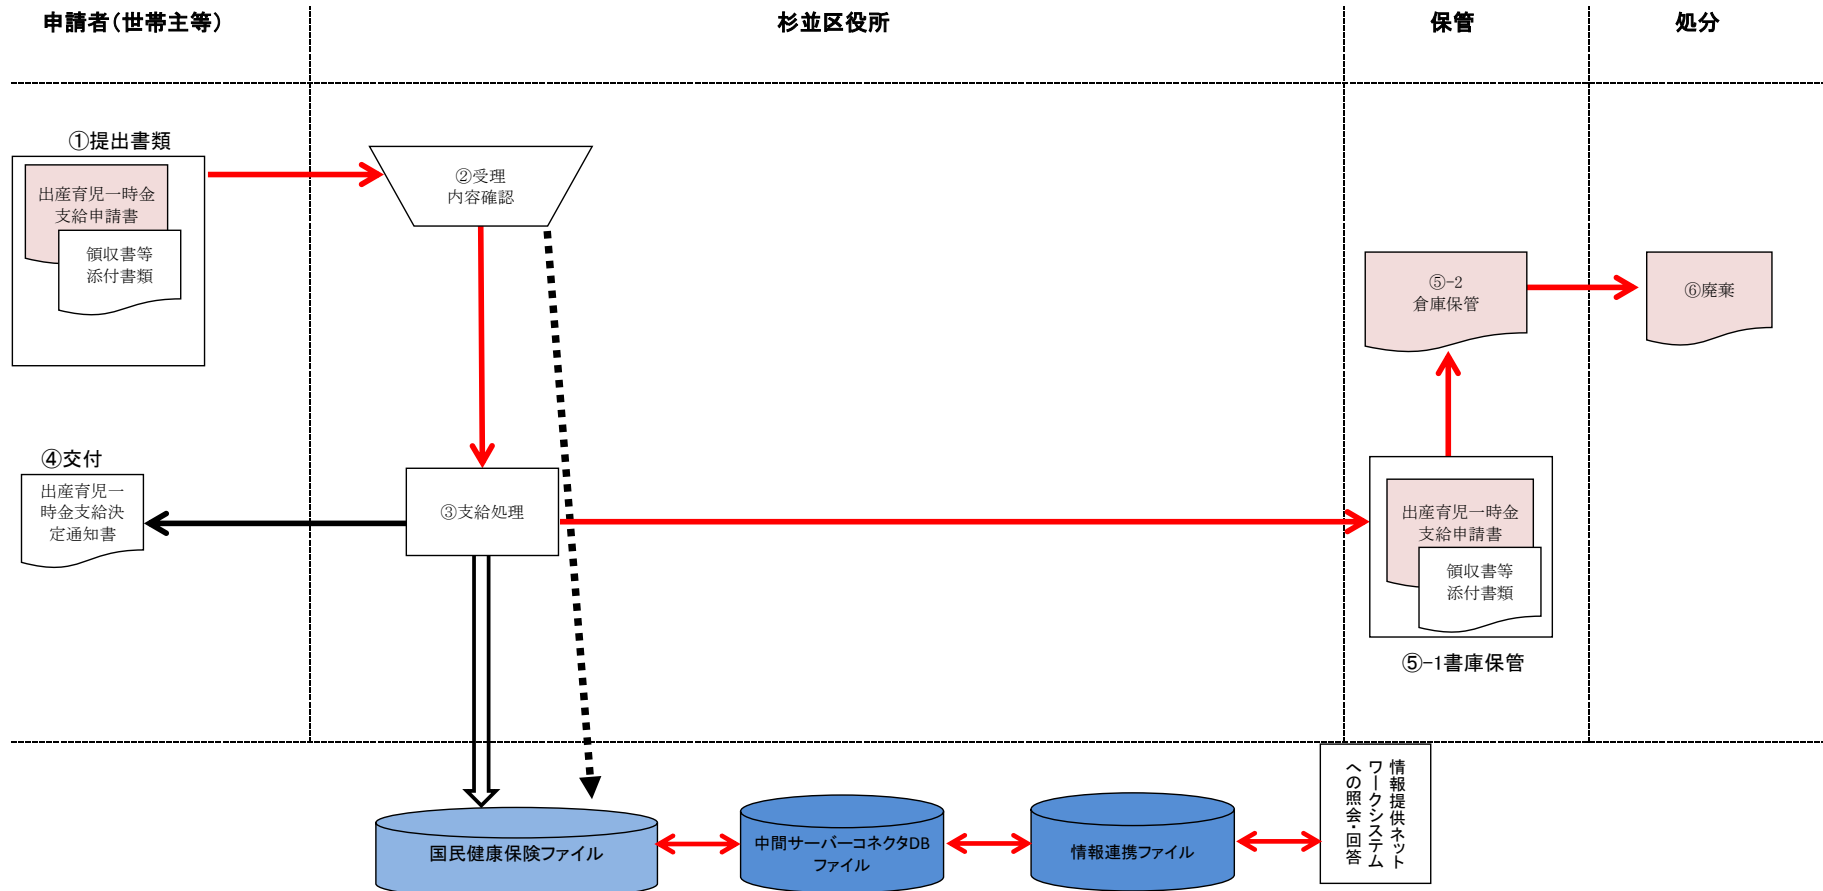 申請者(世帯主等)
杉並区役所
保管
処分
①提出書類
出産育児一時金
支給申請書
領収書等
添付書類
②受理
内容確認
⑤-2
倉庫保管
⑥廃棄
④交付
出産育児一
時金支給決
定通知書
③支給処理
出産育児一時金
支給申請書
領収書等
添付書類
⑤-1書庫保管
国民健康保険ファイル
中間サーバーコネクタDB
ファイル
情報連携ファイル
情報提供ネット
ワークシステム
への照会・回答